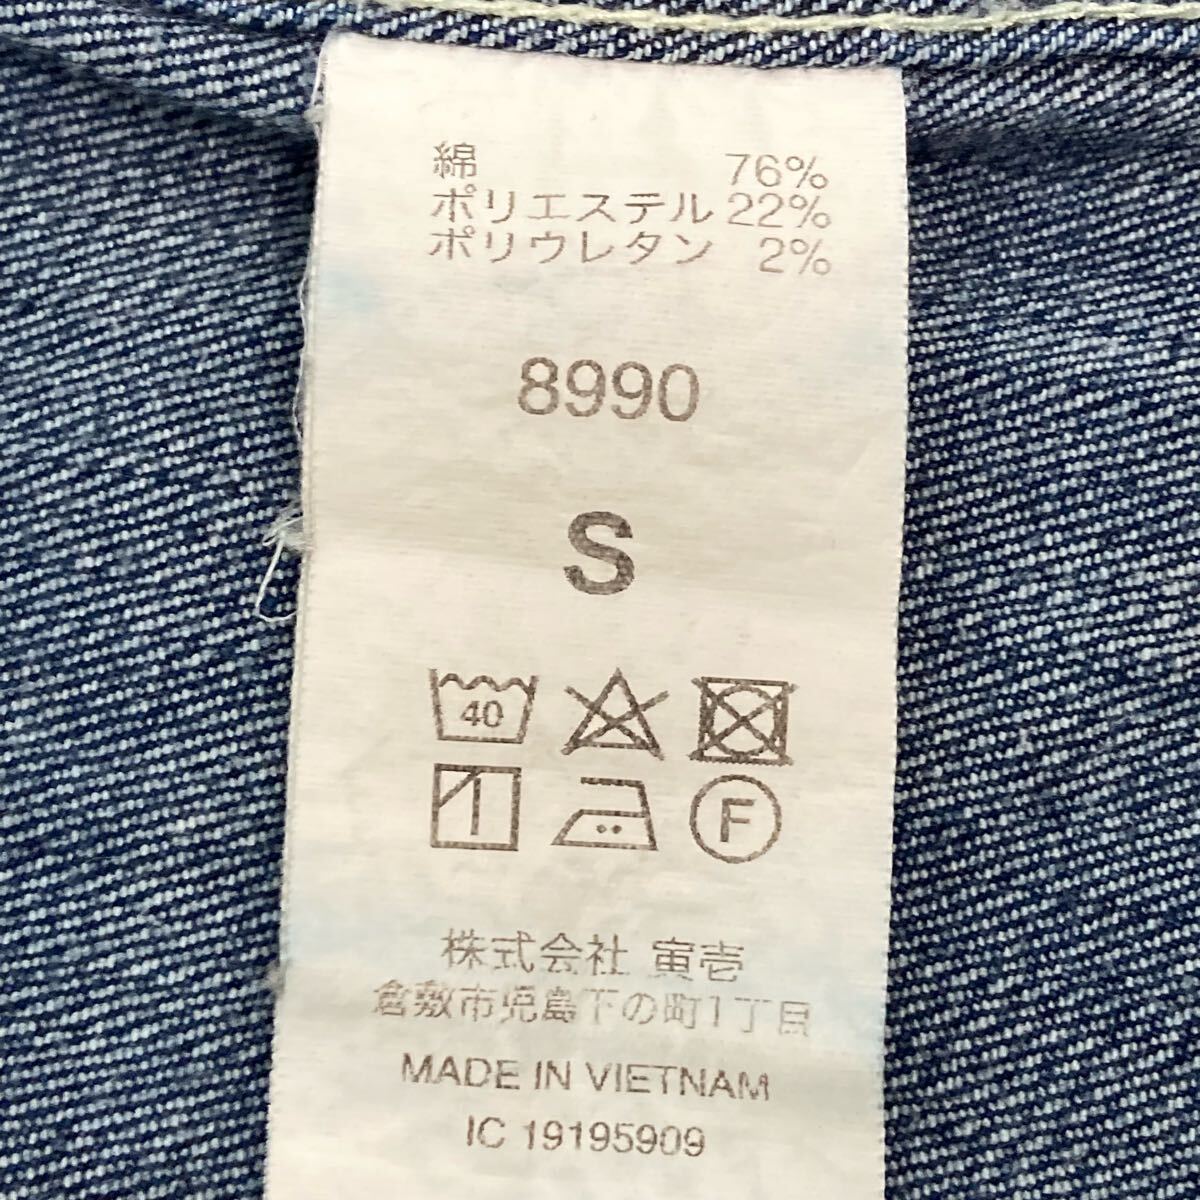 綿 76%
ポリエステル 22%
ポリウレタン 2%
8990
S
40
F
株式会社 寅壱
倉敷市児島下の町1丁目
MADE IN VIETNAM
IC 19195909